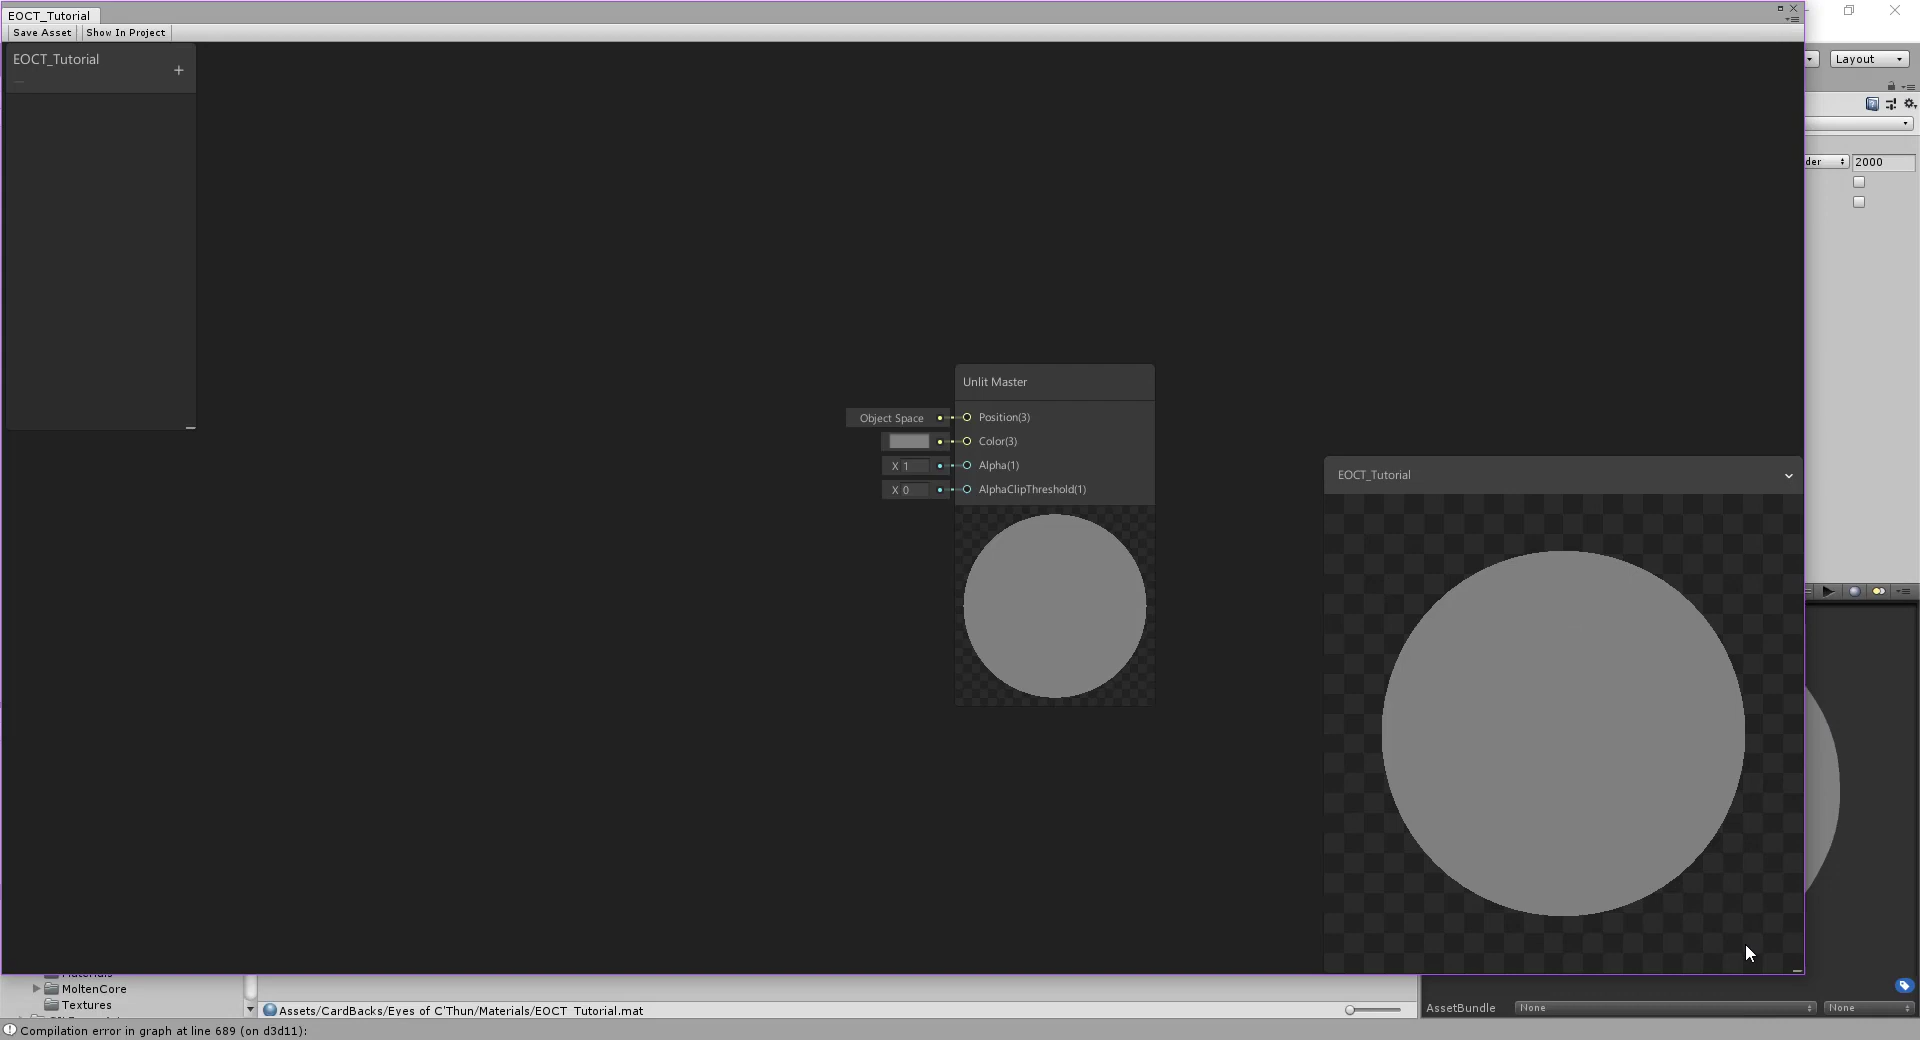 EOCT_Tutorial
Save Asset
Show In Project
EOCT_Tutorial
+
Layout
der
2000
Unlit Master
Object Space
Position(3)
Color(3)
X 1
Alpha(1)
X 0
AlphaClipThreshold(1)
EOCT_Tutorial
Materials
MoltenCore
Textures
Assets/CardBacks/Eyes of C'Thun/Materials/EOCT_Tutorial.mat
AssetBundle
None
None
Compilation error in graph at line 689 (on d3d11):